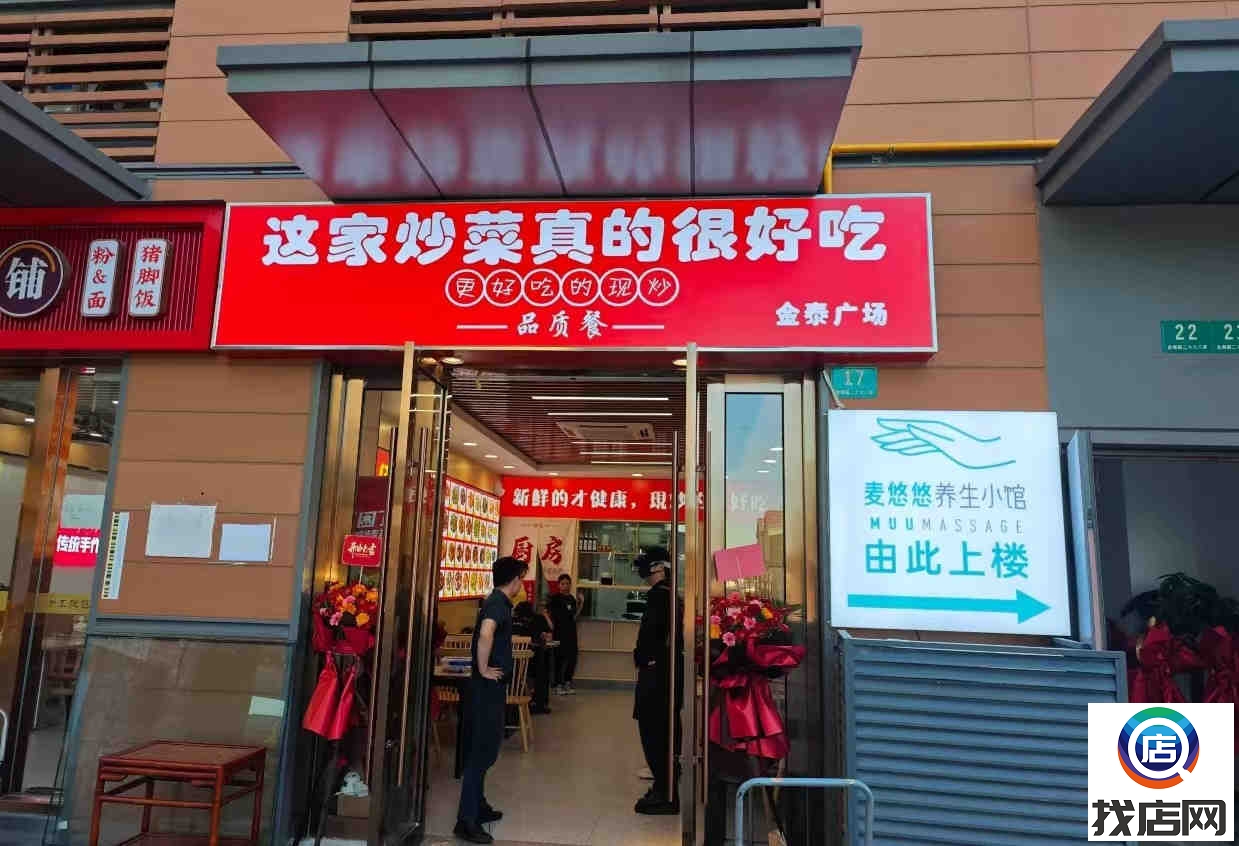 这家炒菜真的很好吃
更好吃的现炒
品质餐
金泰广场
铺
粉&面
猪脚饭
17
22
麦悠悠养生小馆
MUUMASSAGE
由此上楼
新鲜的才健康，现
好吃
厨房
传统手作
店
找店网